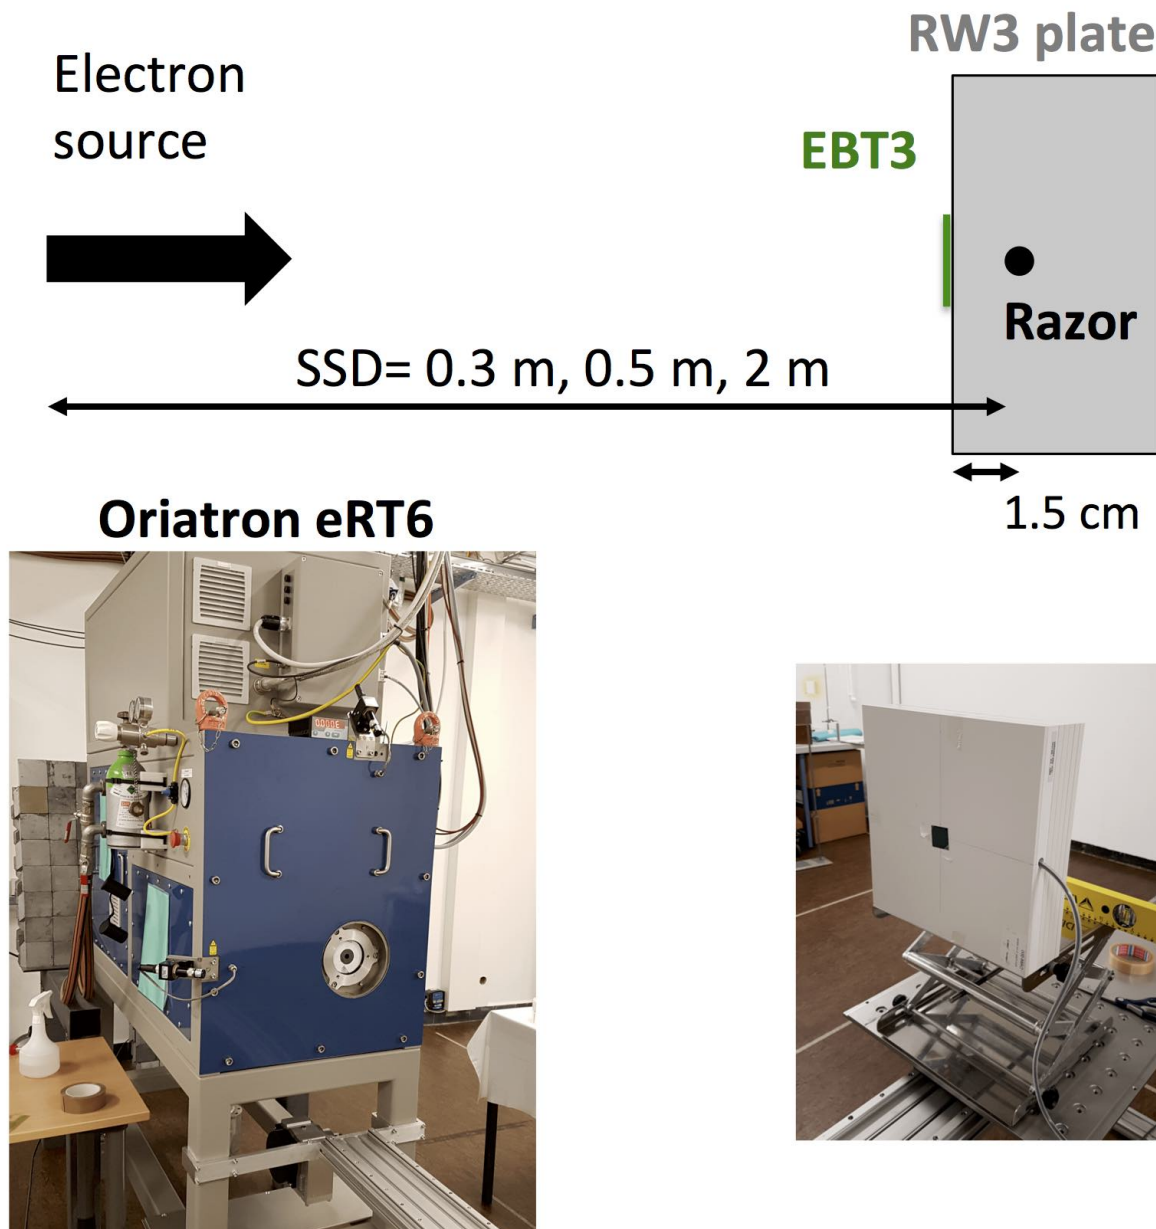 RW3 plate
Electron
source
EBT3
Razor
SSD= 0.3 m, 0.5 m, 2 m
1.5 cm
Oriatron eRT6